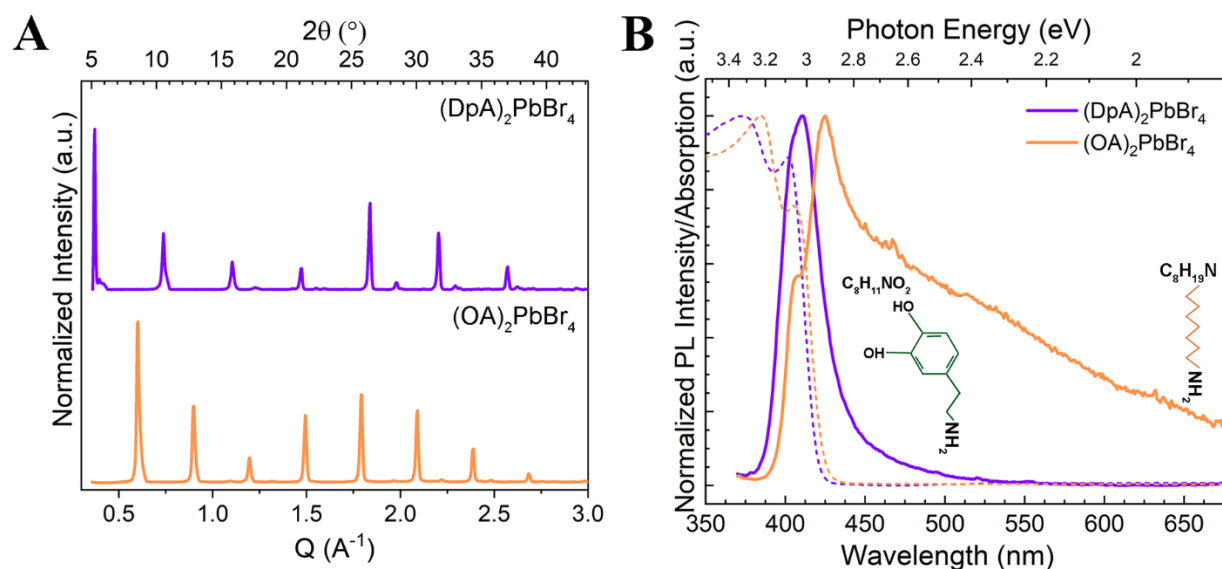 A
2θ (°)
5 10 15 20 25 30 35 40
Normalized Intensity (a.u.)
(DpA)₂PbBr₄
(OA)₂PbBr₄
0.5 1.0 1.5 2.0 2.5 3.0
Q (A⁻¹)
B
Photon Energy (eV)
3.4 3.2 3 2.8 2.6 2.4 2.2 2
Normalized PL Intensity/Absorption (a.u.)
(DpA)₂PbBr₄
(OA)₂PbBr₄
C₈H₁₁NO₂
HO
OH
NH₂
C₈H₁₉N
NH₂
350 400 450 500 550 600 650
Wavelength (nm)